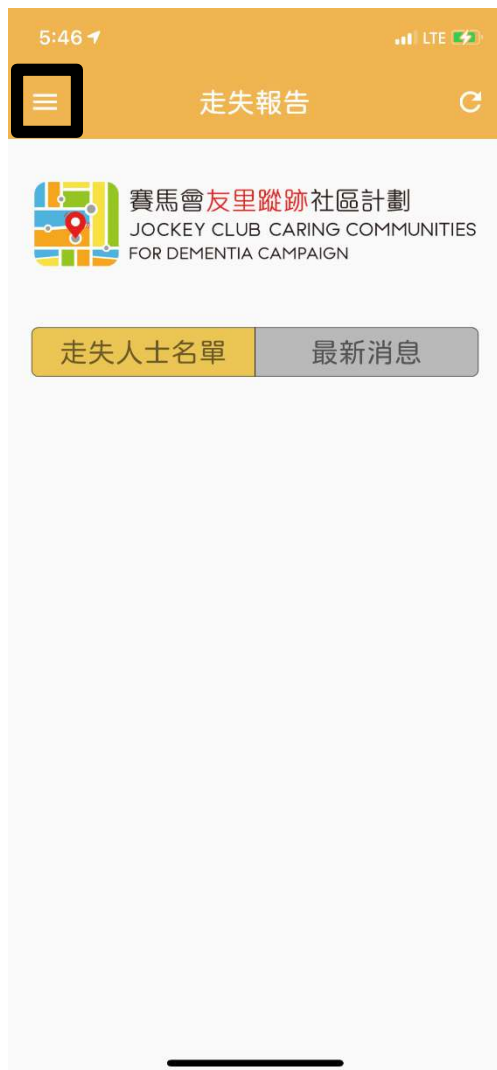 5:46
LTE
走失報告
賽馬會友里蹤跡社區計劃
JOCKEY CLUB CARING COMMUNITIES
FOR DEMENTIA CAMPAIGN
走失人士名單
最新消息